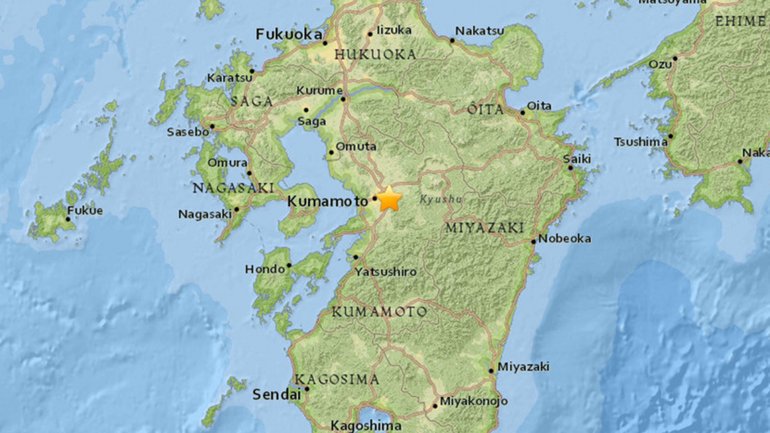 Matsuyama
EHIME
Fukuoka
Iizuka
Nakatsu
HUKUOKA
Ozu
Karatsu
Kurume
SAGA
Saga
ÔITA
Oita
Sasebo
Tsushima
Omuta
Omura
Saiki
Naka
NAGASAKI
Kumamoto
Kyushu
Fukue
Nagasaki
MIYAZAKI
Nobeoka
Hondo
Yatsushiro
KUMAMOTO
Miyazaki
KAGOSIMA
Sendai
Miyakonojo
Kagoshima